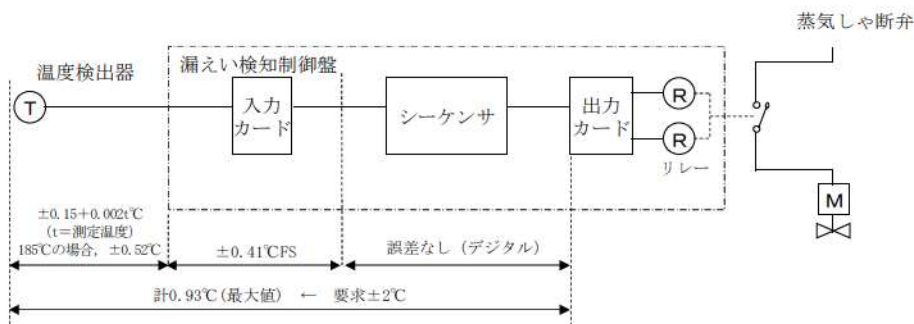 蒸気しゃ断弁
温度検出器
漏えい検知制御盤
T
入力
カード
シーケンサ
出力
カード
R
R
リレー
M
±0.15+0.002t℃
(t=測定温度)
185℃の場合, ±0.52℃
±0.41℃FS
誤差なし (デジタル)
計0.93℃(最大値) ← 要求±2℃